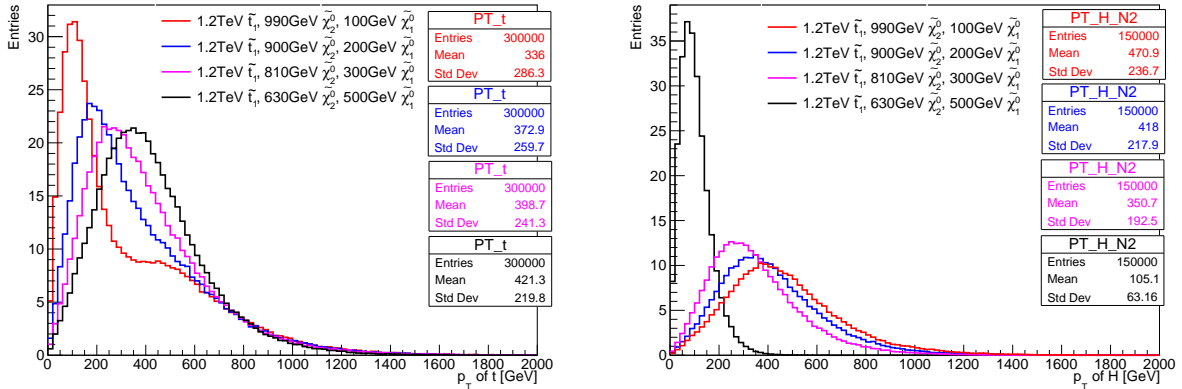 Entries
30
25
20
15
10
5
0
0 200 400 600 800 1000 1200 1400 1600 1800 2000
p_T of t [GeV]
1.2TeV t̃₁, 990GeV χ̃₂⁰, 100GeV χ̃₁⁰
1.2TeV t̃₁, 900GeV χ̃₂⁰, 200GeV χ̃₁⁰
1.2TeV t̃₁, 810GeV χ̃₂⁰, 300GeV χ̃₁⁰
1.2TeV t̃₁, 630GeV χ̃₂⁰, 500GeV χ̃₁⁰
PT_t
Entries 300000
Mean 336
Std Dev 286.3
PT_t
Entries 300000
Mean 372.9
Std Dev 259.7
PT_t
Entries 300000
Mean 398.7
Std Dev 241.3
PT_t
Entries 300000
Mean 421.3
Std Dev 219.8
Entries
35
30
25
20
15
10
5
0
0 200 400 600 800 1000 1200 1400 1600 1800 2000
p_T of H [GeV]
1.2TeV t̃₁, 990GeV χ̃₂⁰, 100GeV χ̃₁⁰
1.2TeV t̃₁, 900GeV χ̃₂⁰, 200GeV χ̃₁⁰
1.2TeV t̃₁, 810GeV χ̃₂⁰, 300GeV χ̃₁⁰
1.2TeV t̃₁, 630GeV χ̃₂⁰, 500GeV χ̃₁⁰
PT_H_N2
Entries 150000
Mean 470.9
Std Dev 236.7
PT_H_N2
Entries 150000
Mean 418
Std Dev 217.9
PT_H_N2
Entries 150000
Mean 350.7
Std Dev 192.5
PT_H_N2
Entries 150000
Mean 105.1
Std Dev 63.16